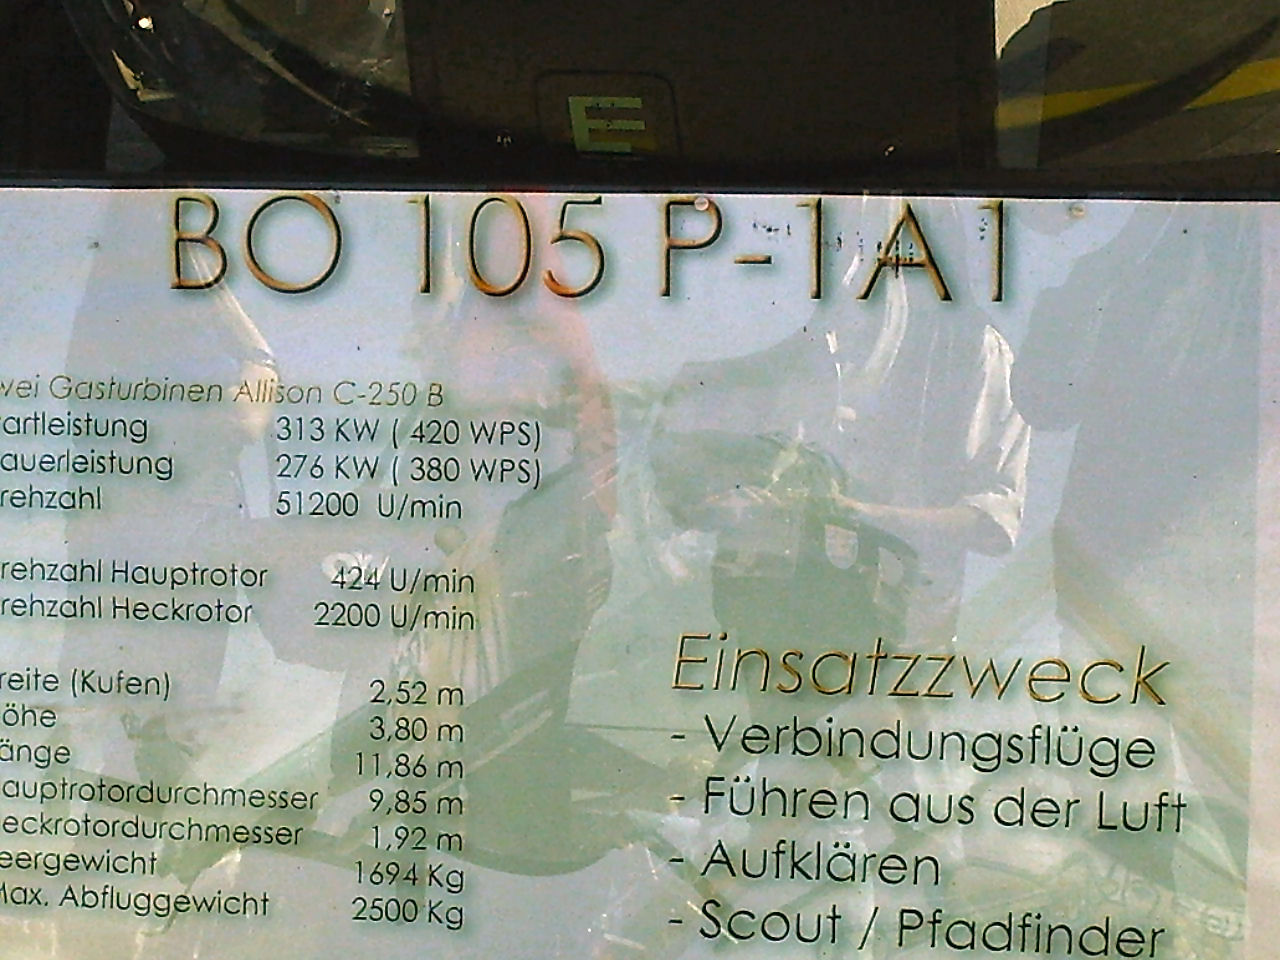 E
BO 105 P-1A1
wei Gasturbinen Allison C-250 B
artleistung 313 KW ( 420 WPS)
auerleistung 276 KW ( 380 WPS)
rehzahl 51200 U/min
rehzahl Hauptrotor 424 U/min
rehzahl Heckrotor 2200 U/min
reite (Kufen) 2,52 m
öhe 3,80 m
änge 11,86 m
auptrotordurchmesser 9,85 m
eckrotordurchmesser 1,92 m
eergewicht 1694 Kg
Max. Abfluggewicht 2500 Kg
Einsatzzweck
- Verbindungsflüge
- Führen aus der Luft
- Aufklären
- Scout / Pfadfinder